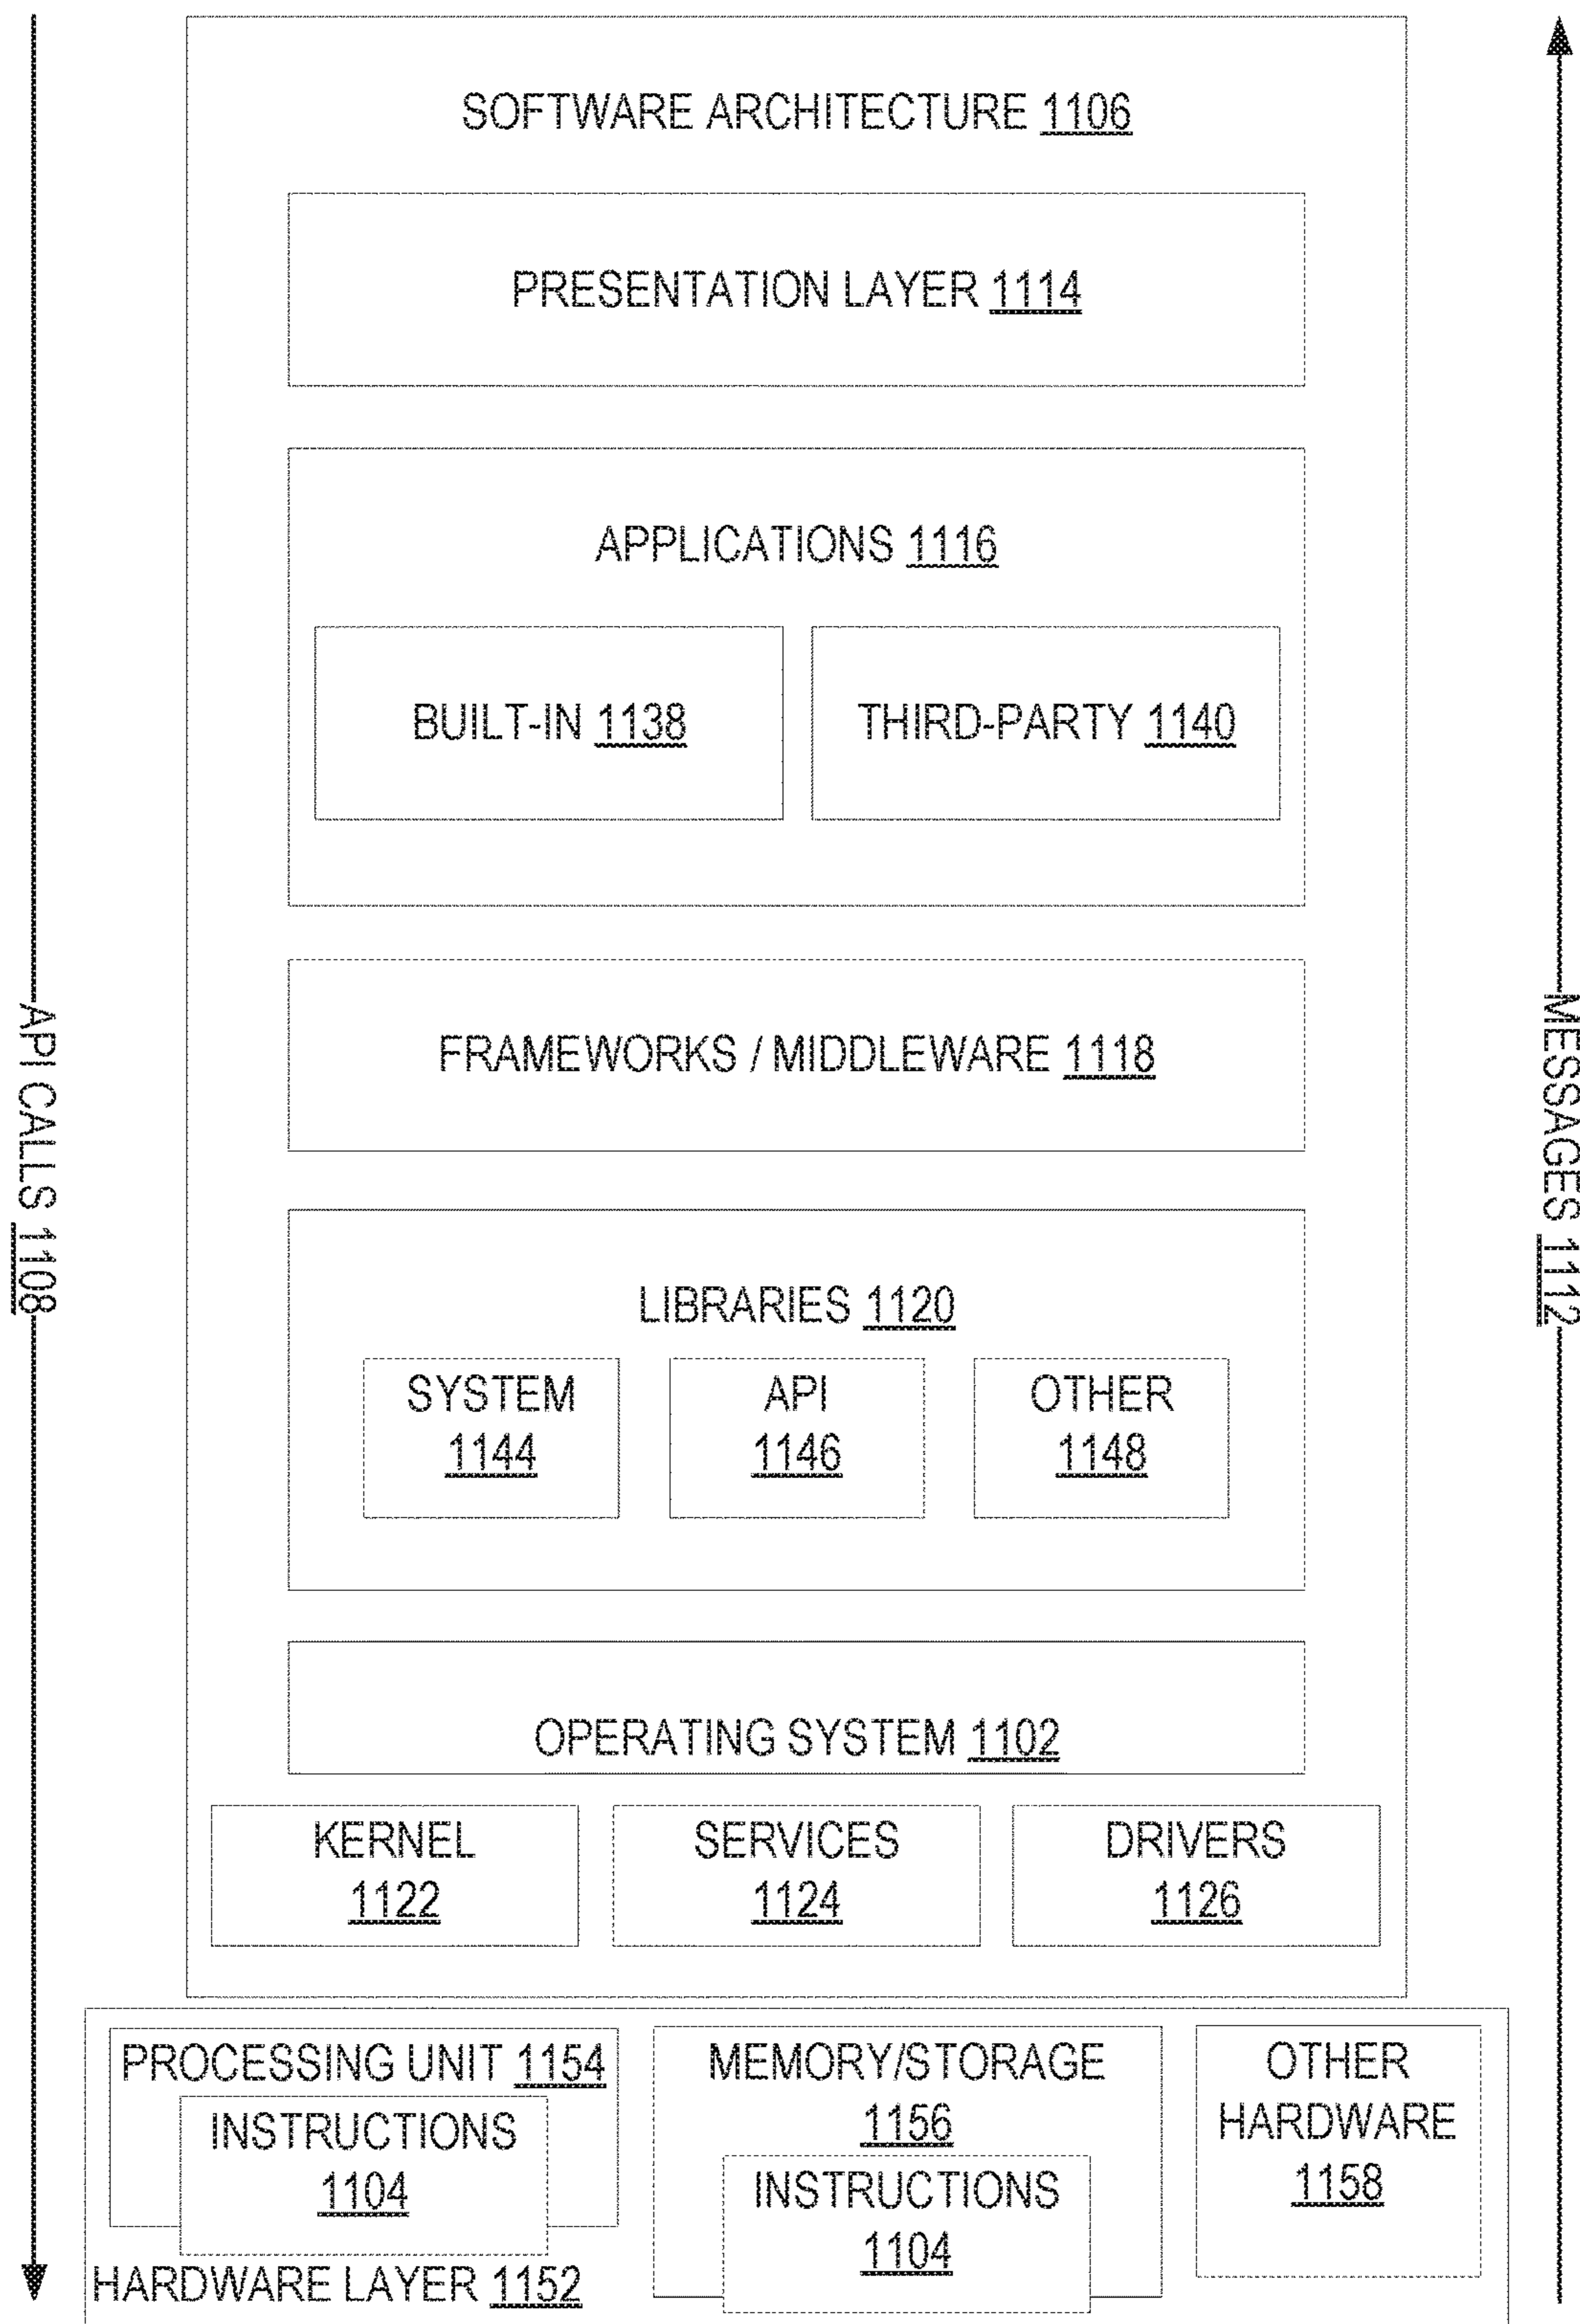 SOFTWARE ARCHITECTURE 1106
PRESENTATION LAYER 1114
APPLICATIONS 1116
BUILT-IN 1138
THIRD-PARTY 1140
FRAMEWORKS / MIDDLEWARE 1118
API CALLS 1108
MESSAGES 1112
LIBRARIES 1120
SYSTEM
1144
API
1146
OTHER
1148
OPERATING SYSTEM 1102
KERNEL
1122
SERVICES
1124
DRIVERS
1126
PROCESSING UNIT 1154
INSTRUCTIONS
1104
MEMORY/STORAGE
1156
INSTRUCTIONS
1104
OTHER
HARDWARE
1158
HARDWARE LAYER 1152